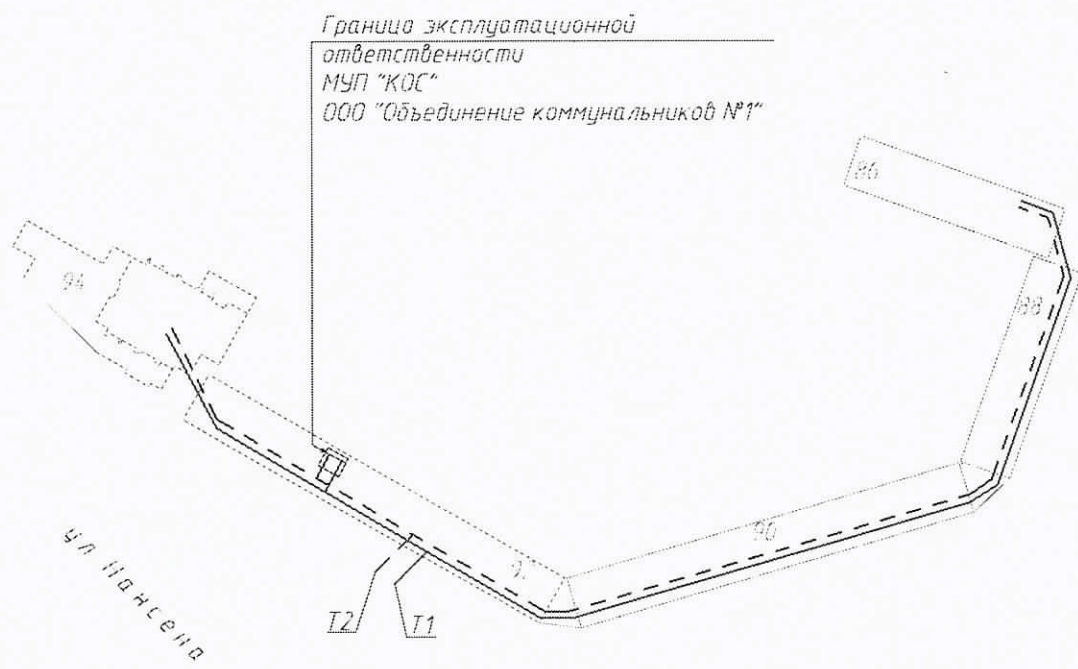 Граница эксплуатационной
ответственности
МУП "КОС"
ООО "Объединение коммунальников №1"
86
94
88
90
ул Нансена
Т2
Т1